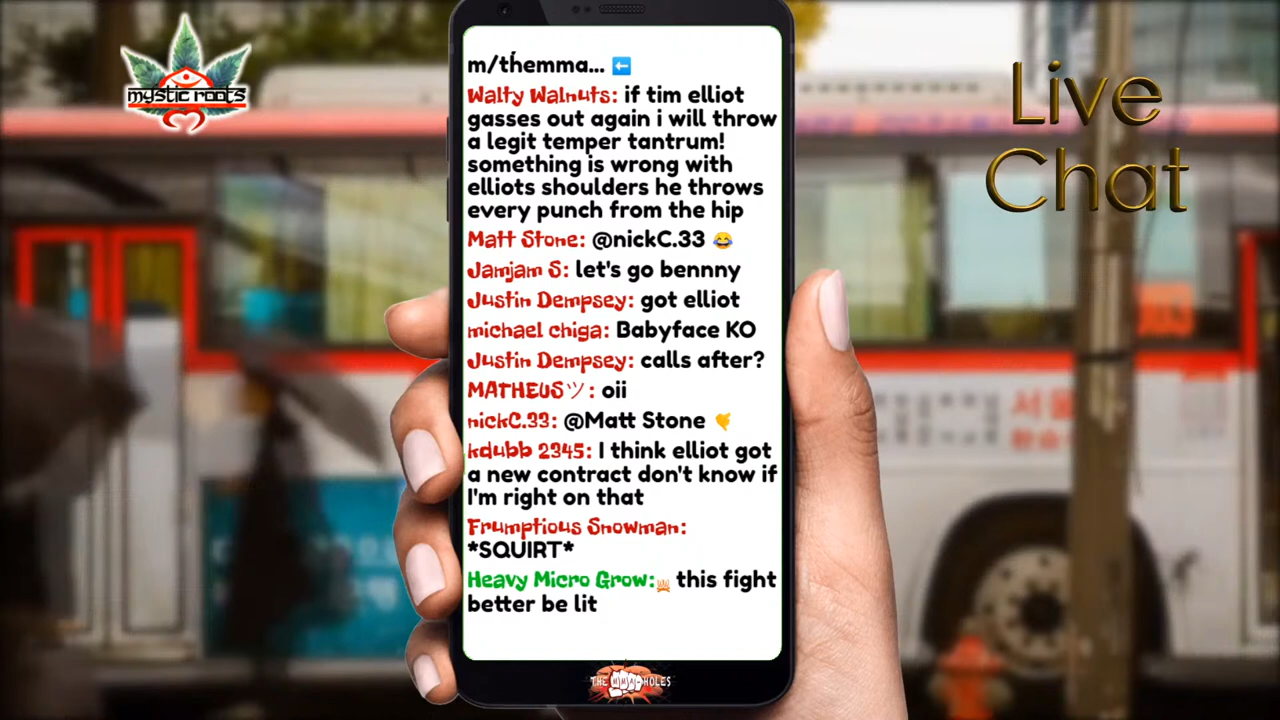 mystic roots
Live
Chat
m/themma... ⬅️
Walty Walnuts: if tim elliot
gasses out again i will throw
a legit temper tantrum!
something is wrong with
elliots shoulders he throws
every punch from the hip
Matt Stone: @nickC.33 😂
Jamjam S: let's go bennny
Justin Dempsey: got elliot
michael chiga: Babyface KO
Justin Dempsey: calls after?
MATHEUSツ: oii
nickC.33: @Matt Stone 🤙
kdubb 2345: I think elliot got
a new contract don't know if
I'm right on that
Frumptious Snowman:
*SQUIRT*
Heavy Micro Grow: this fight
better be lit
THE MMA-HOLES